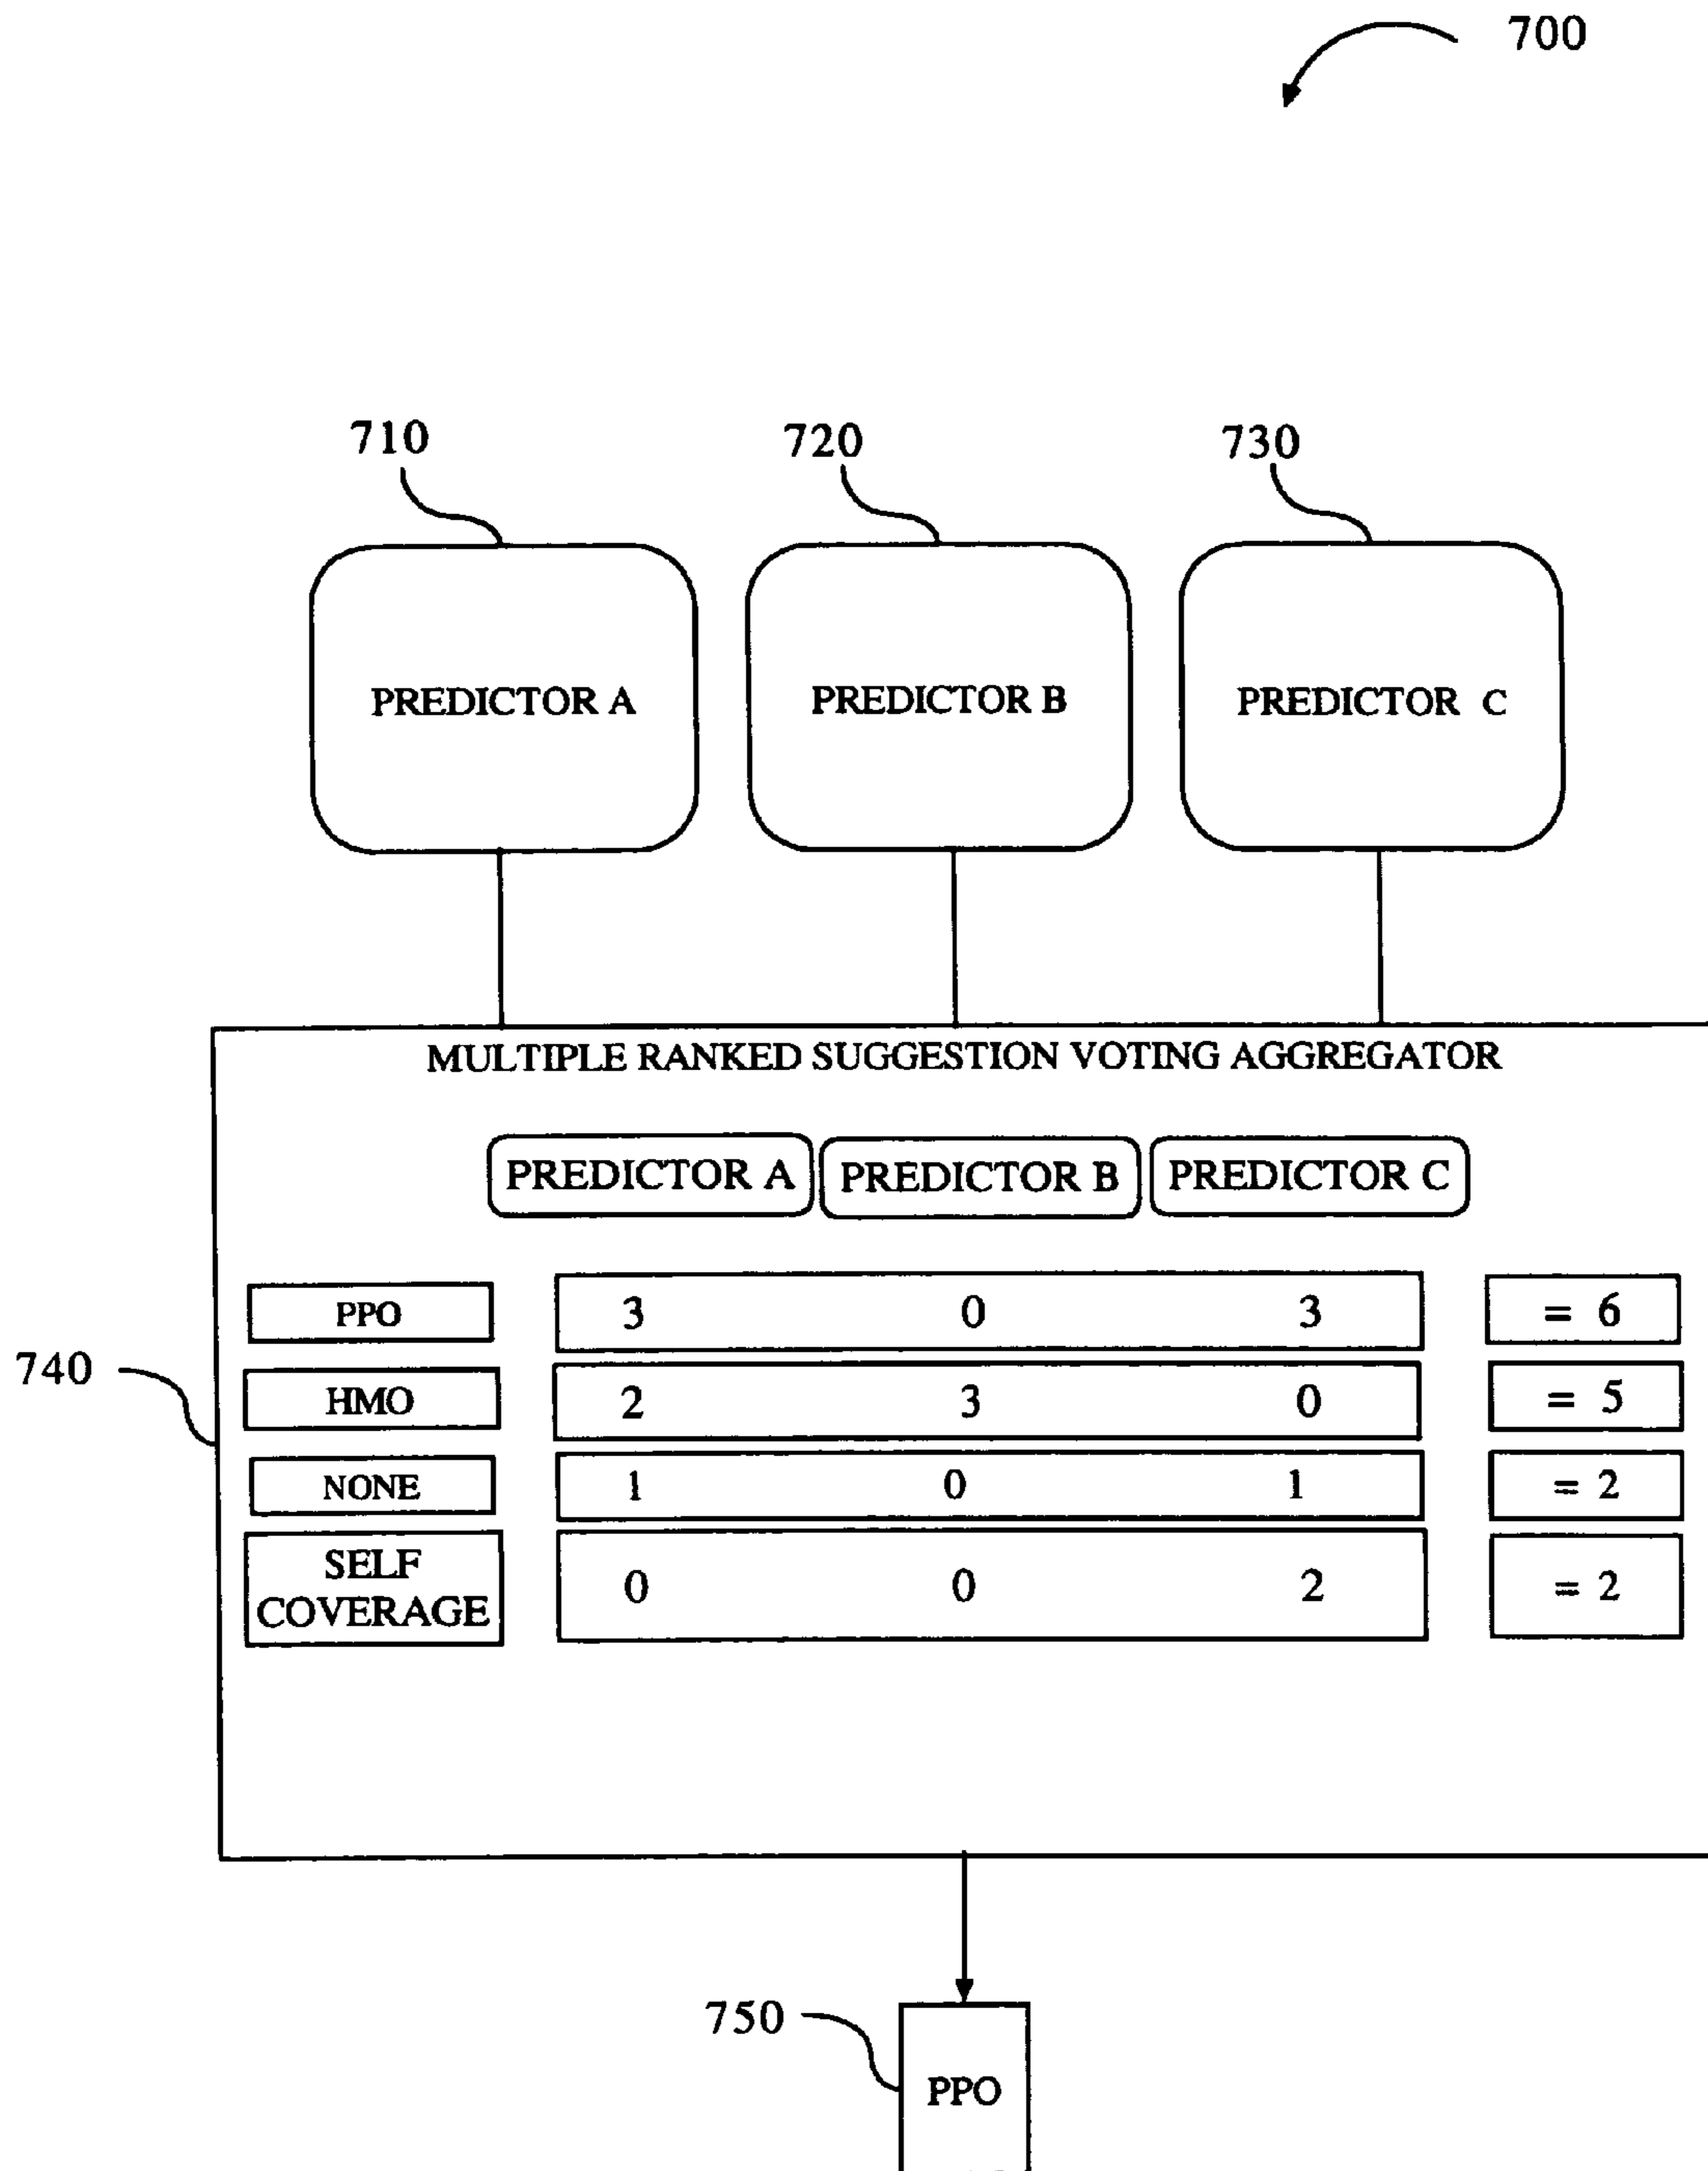 700
710 720 730
PREDICTOR A PREDICTOR B PREDICTOR C
MULTIPLE RANKED SUGGESTION VOTING AGGREGATOR
PREDICTOR A PREDICTOR B PREDICTOR C
PPO 3 0 3 = 6
740
HMO 2 3 0 = 5
NONE 1 0 1 = 2
SELF
COVERAGE
0 0 2 = 2
750
PPO